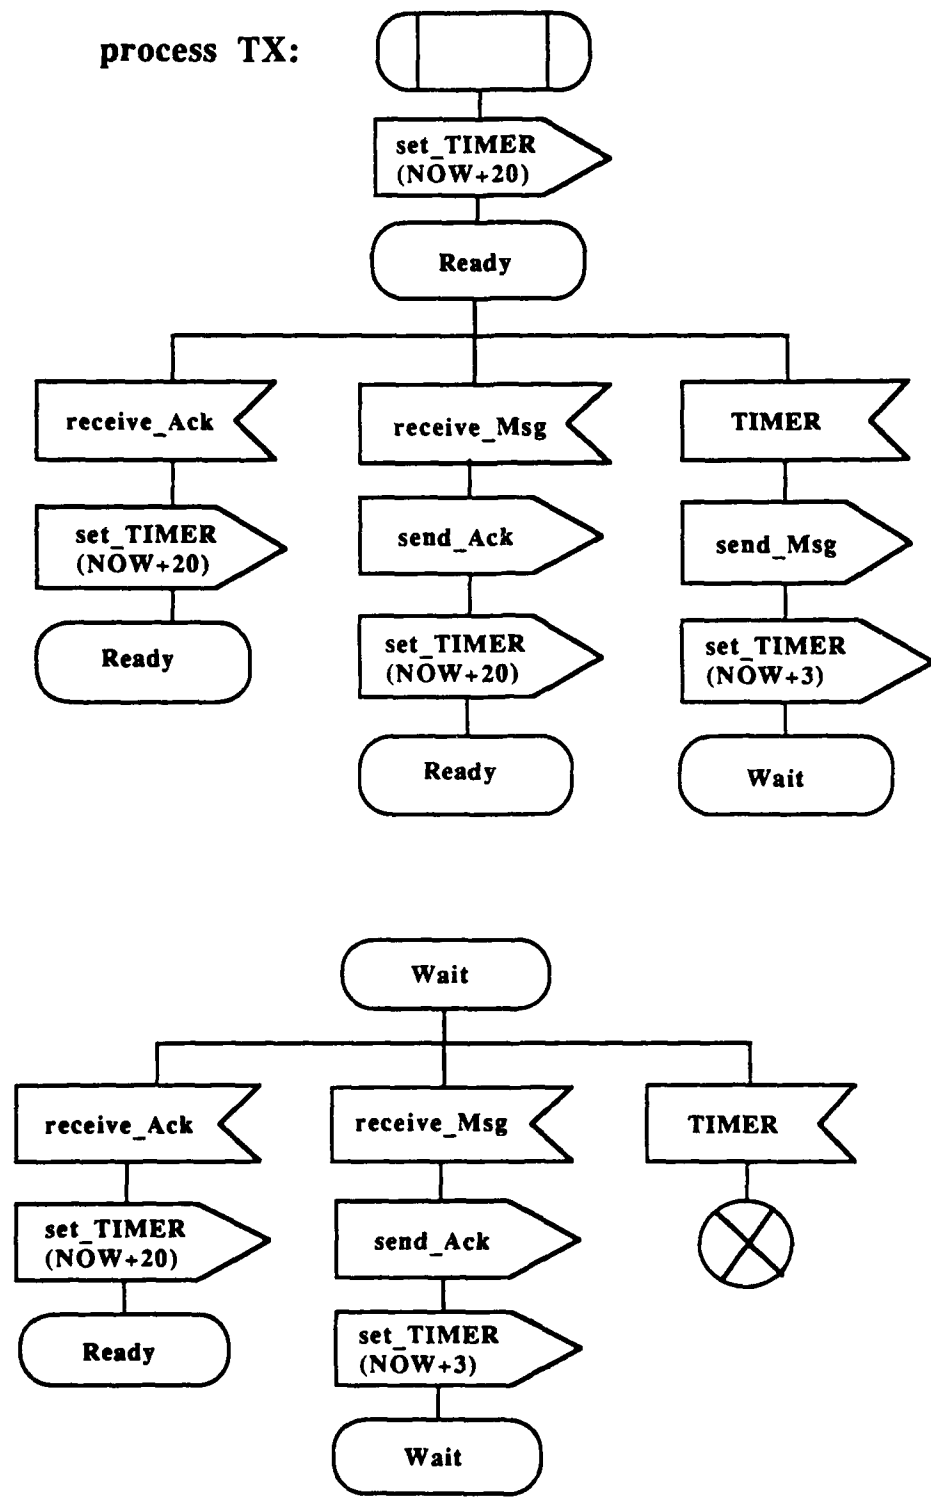 process TX:
set_TIMER
(NOW+20)
Ready
receive_Ack
receive_Msg
TIMER
set_TIMER
(NOW+20)
send_Ack
send_Msg
Ready
set_TIMER
(NOW+20)
set_TIMER
(NOW+3)
Ready
Wait
Wait
receive_Ack
receive_Msg
TIMER
set_TIMER
(NOW+20)
send_Ack
Ready
set_TIMER
(NOW+3)
Wait